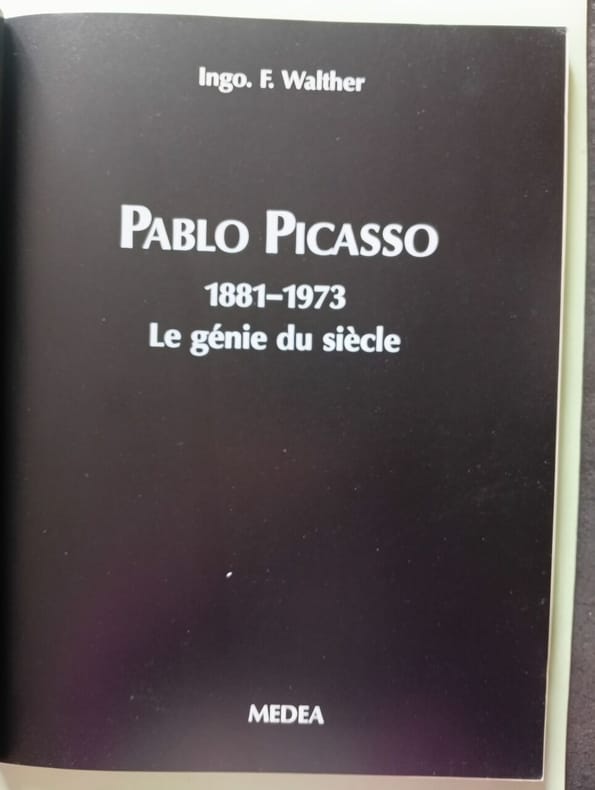 Ingo. F. Walther
PABLO PICASSO
1881–1973
Le génie du siècle
MEDEA